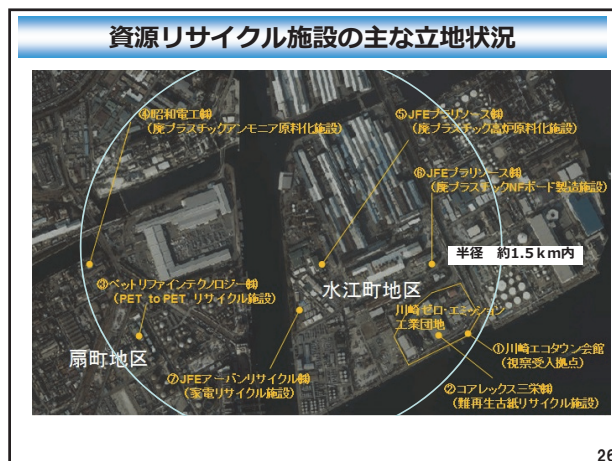 資源リサイクル施設の主な立地状況
④昭和電工㈱
(廃プラスチックアンモニア原料化施設)
⑤JFEプラリソース㈱
(廃プラスチック高炉原料化施設)
⑥JFEプラリソース㈱
(廃プラスチックNFボード製造施設)
半径 約1.5km内
③ペットリファインテクノロジー㈱
(PET to PET リサイクル施設)
水江町地区
川崎ゼロ・エミッション
工業団地
扇町地区
①川崎エコタウン会館
(視察受入拠点)
⑦JFEアーバンリサイクル㈱
(家電リサイクル施設)
②コアレックス三栄㈱
(難再生古紙リサイクル施設)
26